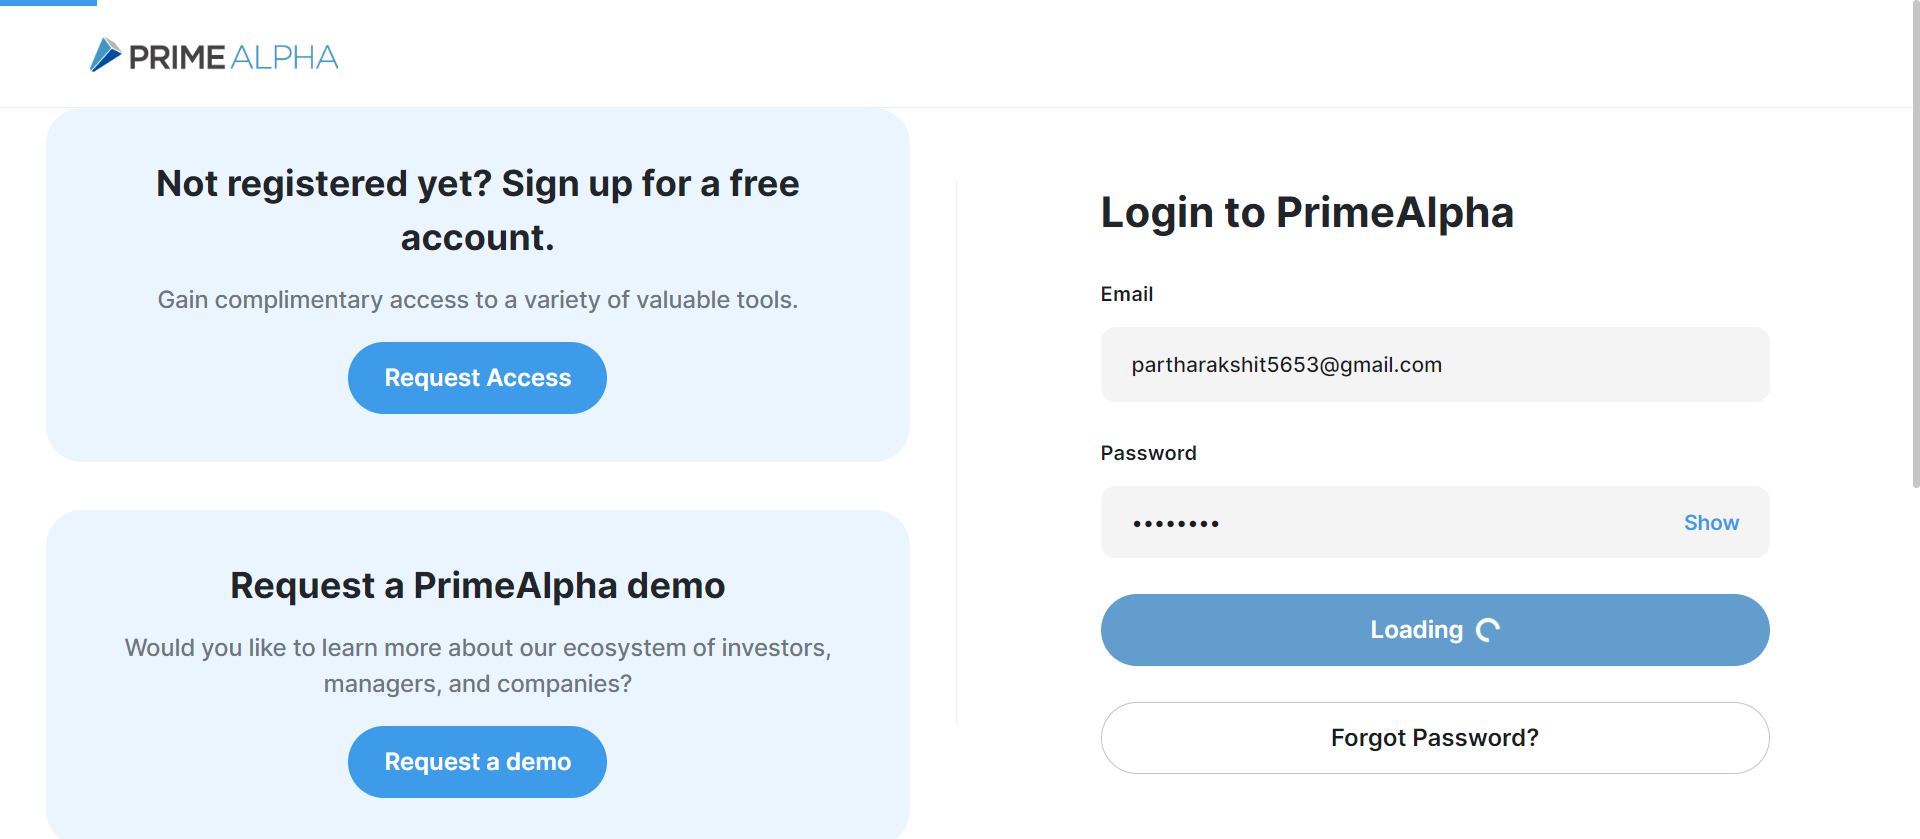 PRIME ALPHA
Not registered yet? Sign up for a free
account.
Gain complimentary access to a variety of valuable tools.
Request Access
Request a PrimeAlpha demo
Would you like to learn more about our ecosystem of investors,
managers, and companies?
Request a demo
Login to PrimeAlpha
Email
partharakshit5653@gmail.com
Password
••••••••
Show
Loading
Forgot Password?